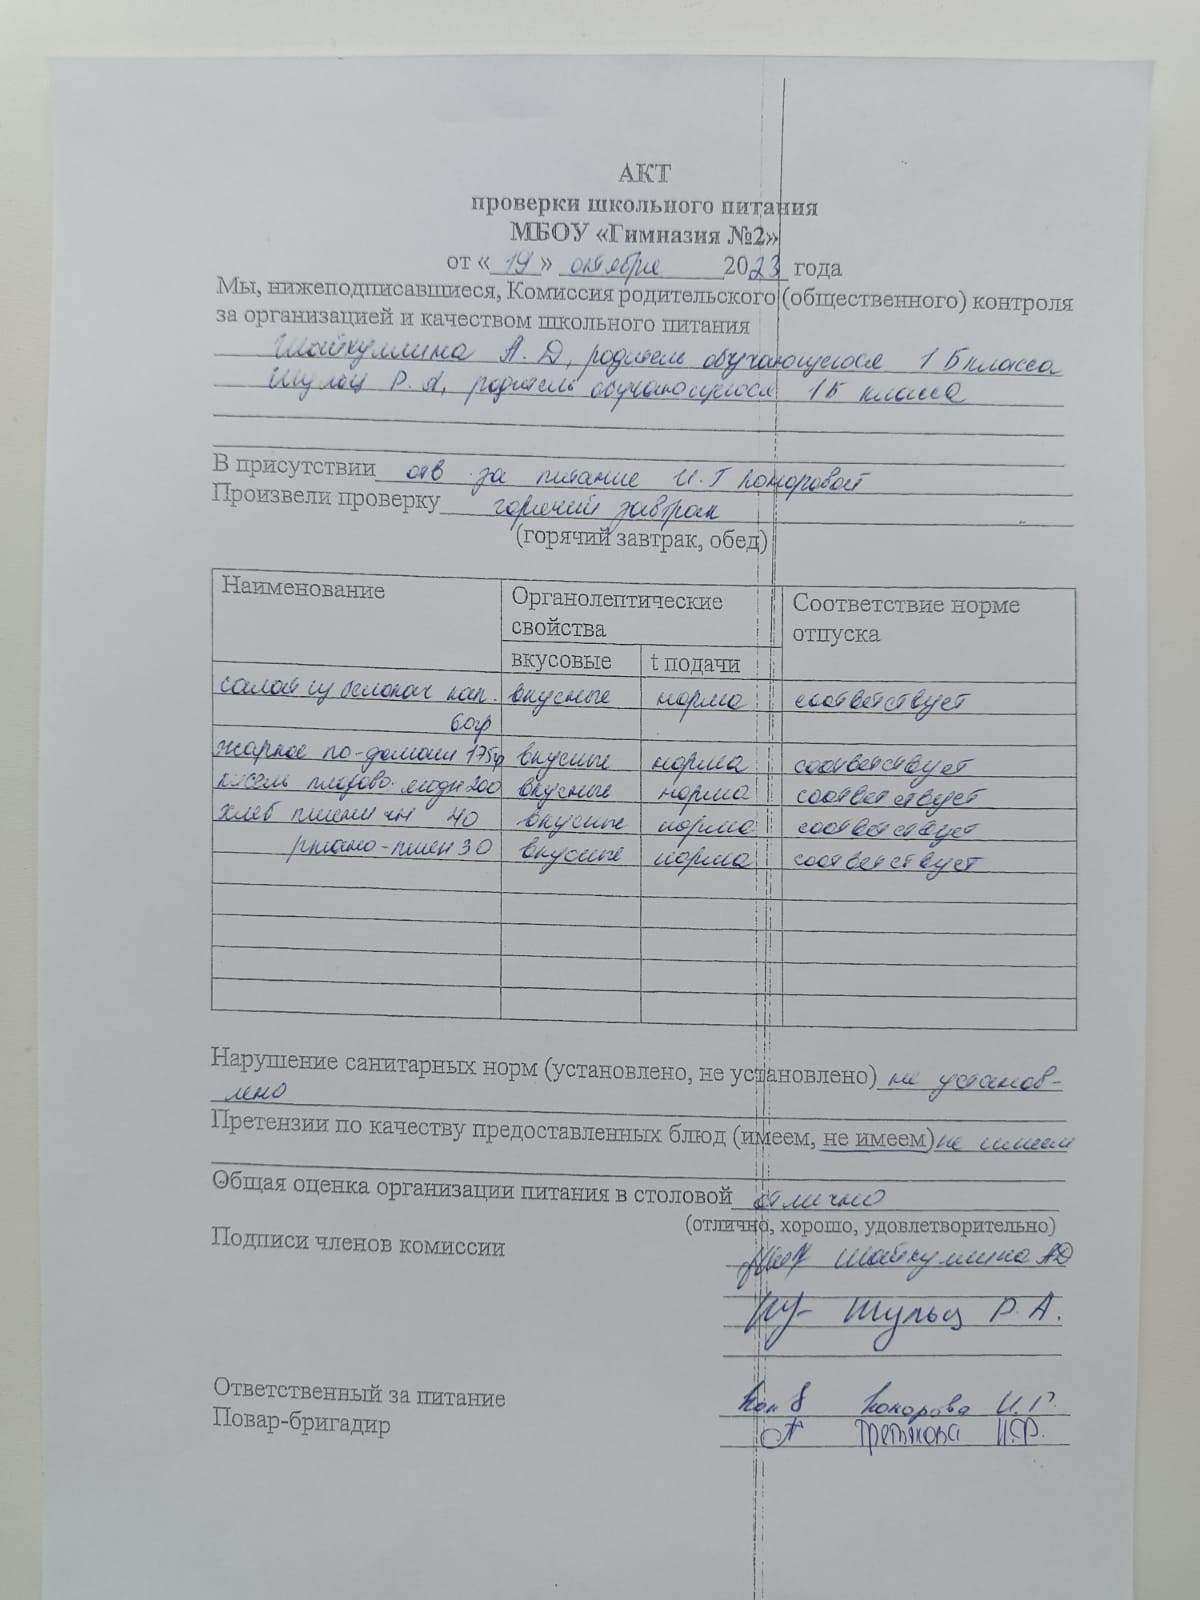 АКТ
проверки школьного питания
МБОУ «Гимназия №2»
от « 19 » октября 2023 года
Мы, нижеподписавшиеся, Комиссия родительского (общественного) контроля
за организацией и качеством школьного питания
Шайхуллина А. Д, родитель обучающегося 1 Б класса
Шульц Р. А, родитель обучающегося 1Б класса
В присутствии отв за питание И.Г Комаровой
Произвели проверку горячий завтрак
(горячий завтрак, обед)
Наименование Органолептические свойства Соответствие норме отпуска
вкусовые t подачи
салат из белокач кап. вкусные норма соответствует
60гр
жаркое по-домашн 175гр вкусные норма соответствует
кисель плодово-ягодн 200 вкусные норма соответствует
хлеб пшеничн 40 вкусные норма соответствует
ржано-пшен 30 вкусные норма соответствует
Нарушение санитарных норм (установлено, не установлено) не установ-
лено
Претензии по качеству предоставленных блюд (имеем, не имеем) не имеем
Общая оценка организации питания в столовой отлично
(отлично, хорошо, удовлетворительно)
Подписи членов комиссии
Шайхуллина АД
Шульц Р. А.
Ответственный за питание Комарова И. Г.
Повар-бригадир Третьякова Н.Ф.